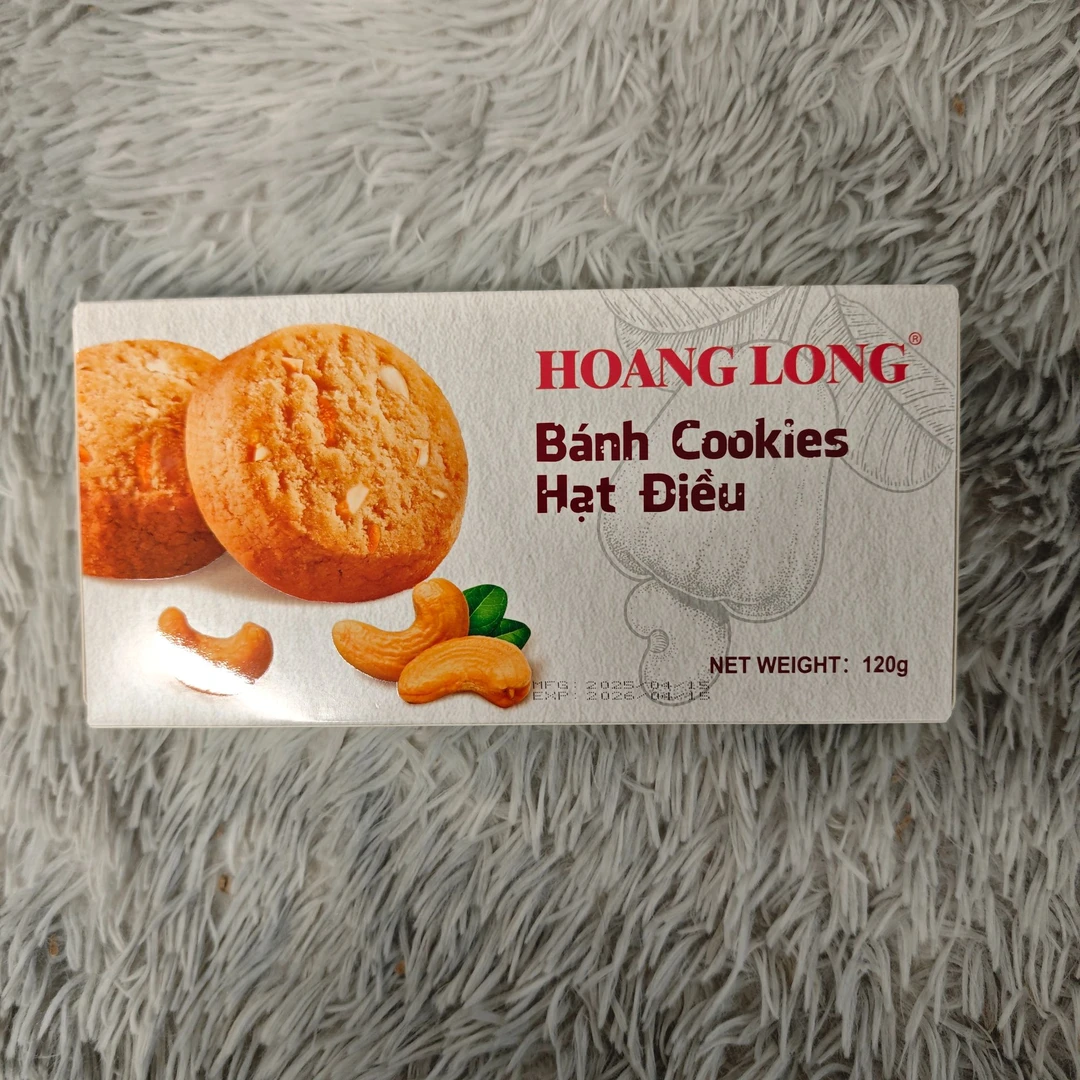 HOANG LONG®
Bánh Cookies
Hạt Điều
NET WEIGHT: 120g
MFG: 2025/04/15
EXP: 2026/04/15